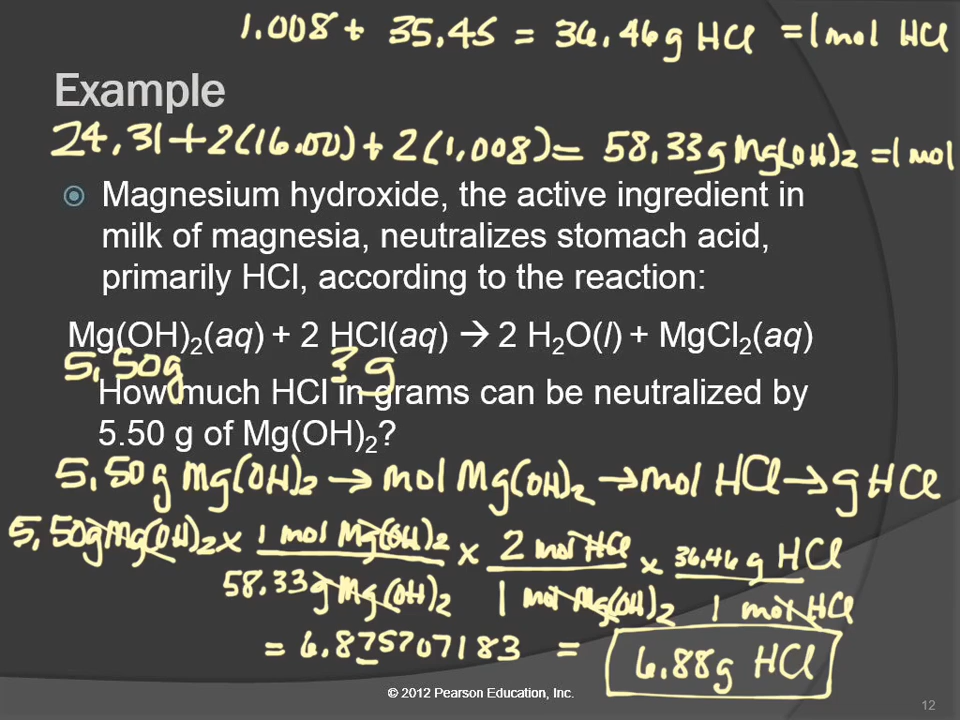 1.008 + 35.45 = 36.46 g HCl = 1 mol HCl
Example
24.31 + 2(16.00) + 2(1.008) = 58.33 g Mg(OH)₂ = 1 mol
Magnesium hydroxide, the active ingredient in
milk of magnesia, neutralizes stomach acid,
primarily HCl, according to the reaction:
Mg(OH)₂(aq) + 2 HCl(aq) → 2 H₂O(l) + MgCl₂(aq)
5.50g ? g
How much HCl in grams can be neutralized by
5.50 g of Mg(OH)₂?
5.50 g Mg(OH)₂ → mol Mg(OH)₂ → mol HCl → g HCl
5.50g Mg(OH)₂ x 1 mol Mg(OH)₂ x 2 mol HCl x 36.46 g HCl
58.33 g Mg(OH)₂ 1 mol Mg(OH)₂ 1 mol HCl
= 6.875707183 = 6.88g HCl
© 2012 Pearson Education, Inc.
12